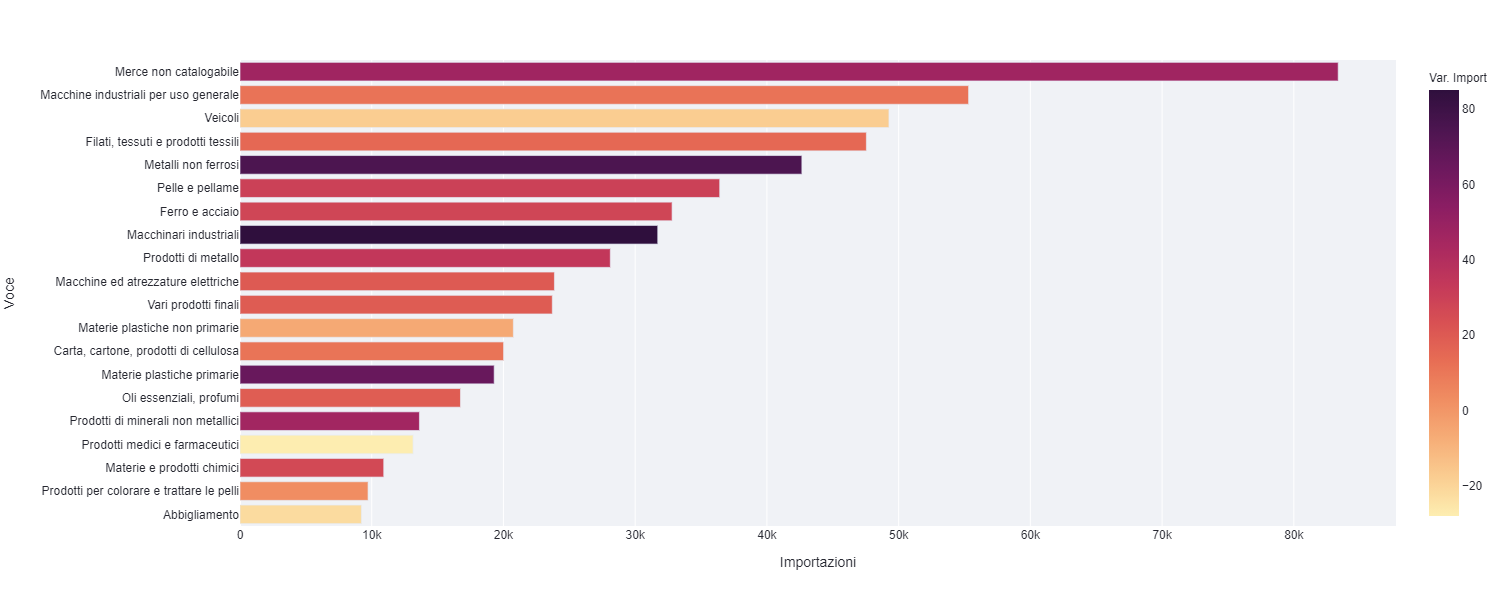 Var. Import
Merce non catalogabile
Macchine industriali per uso generale
Veicoli
Filati, tessuti e prodotti tessili
Metalli non ferrosi
Pelle e pellame
Ferro e acciaio
Macchinari industriali
Prodotti di metallo
Macchine ed atrezzature elettriche
Vari prodotti finali
Materie plastiche non primarie
Carta, cartone, prodotti di cellulosa
Materie plastiche primarie
Oli essenziali, profumi
Prodotti di minerali non metallici
Prodotti medici e farmaceutici
Materie e prodotti chimici
Prodotti per colorare e trattare le pelli
Abbigliamento
Voce
0 10k 20k 30k 40k 50k 60k 70k 80k
Importazioni
80
60
40
20
0
−20